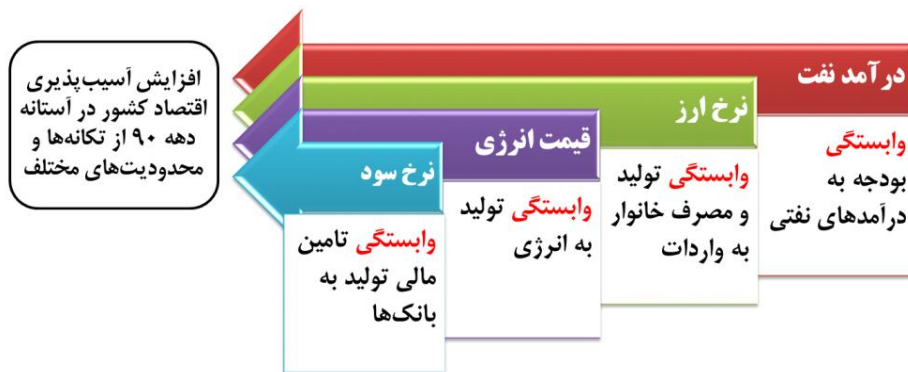 درآمد نفت
وابستگی
بودجه به
درآمدهای نفتی
نرخ ارز
وابستگی تولید
و مصرف خانوار
به واردات
قیمت انرژی
وابستگی تولید
به انرژی
نرخ سود
وابستگی تامین
مالی تولید به
بانک‌ها
افزایش آسیب‌پذیری
اقتصاد کشور در آستانه
دهه ۹۰ از تکانه‌ها و
محدودیت‌های مختلف